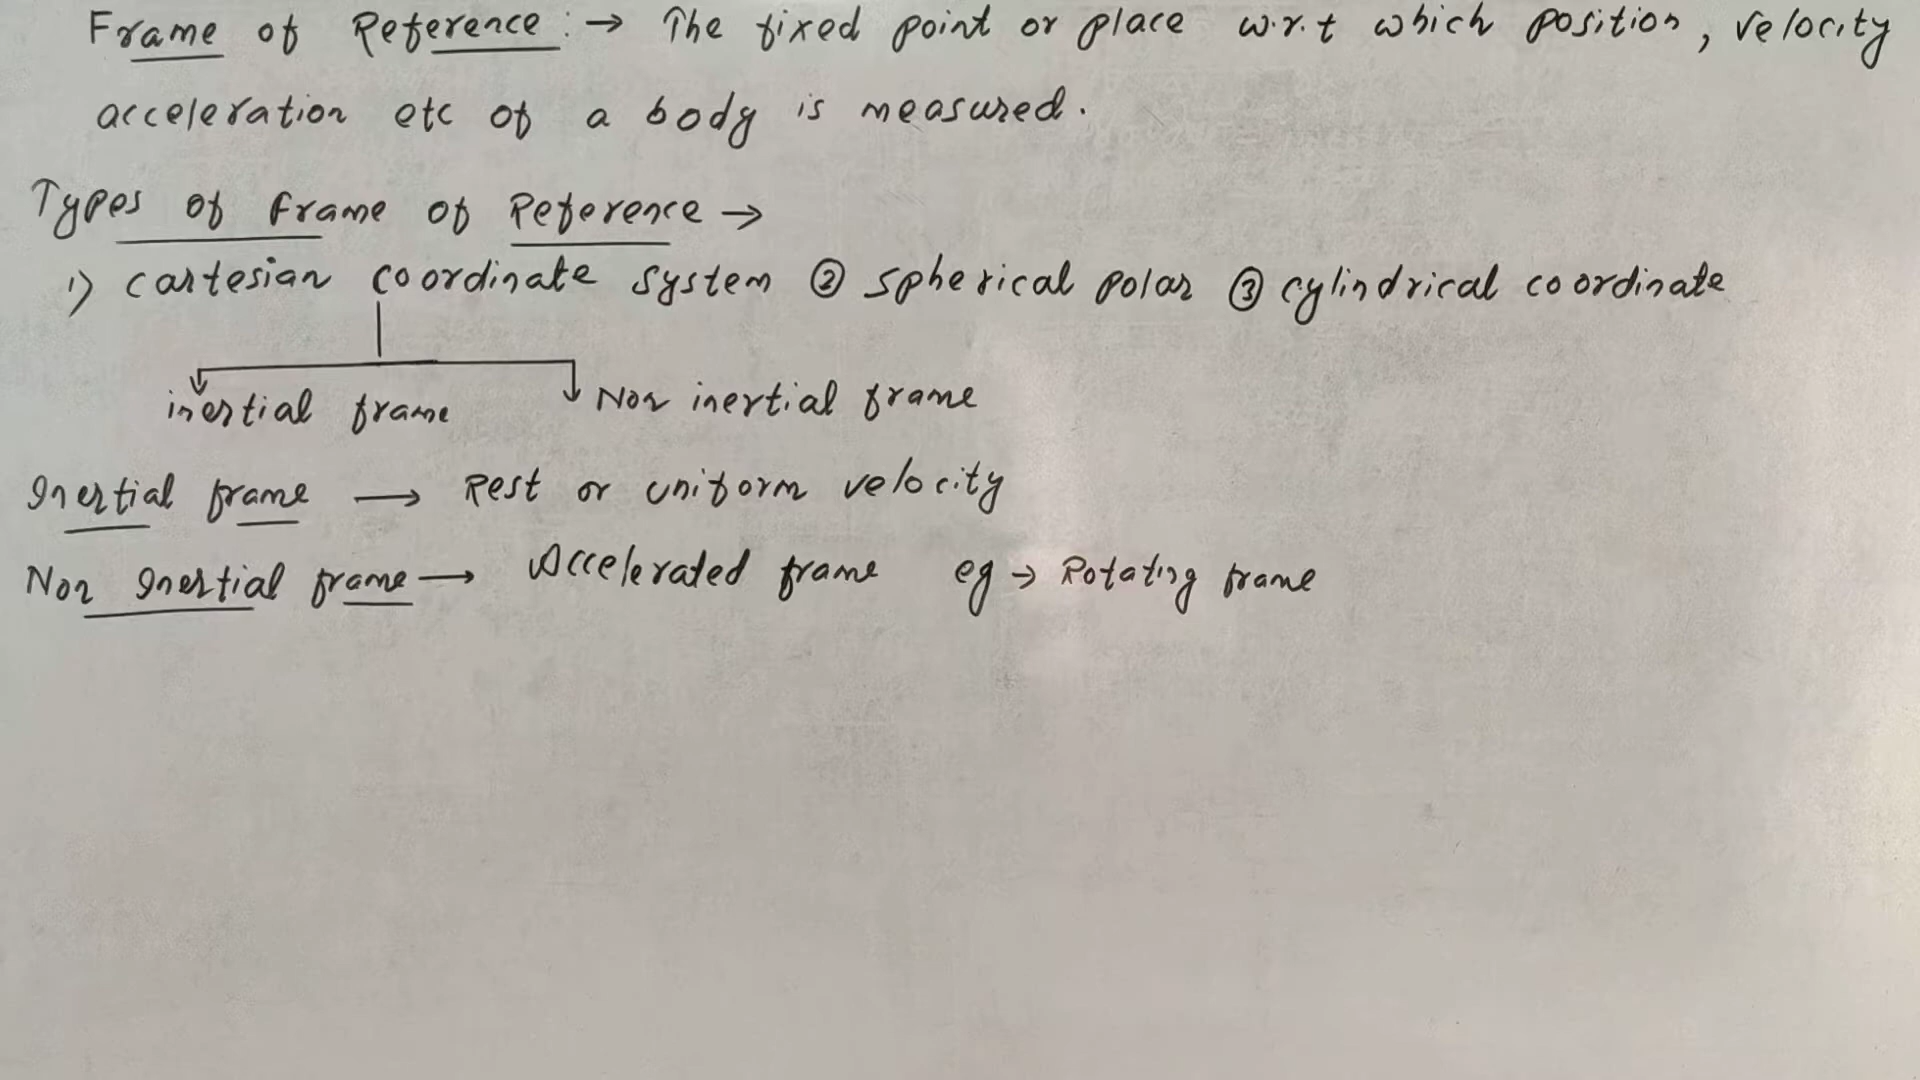 Frame of Reference :→ The fixed point or place w.r.t which position, velocity
acceleration etc of a body is measured.
Types of Frame of Reference →
1) Cartesian Coordinate System ② Spherical polar ③ cylindrical coordinate
inertial frame
Non inertial frame
Inertial frame → Rest or uniform velocity
Non Inertial frame → Accelerated frame eg → Rotating frame